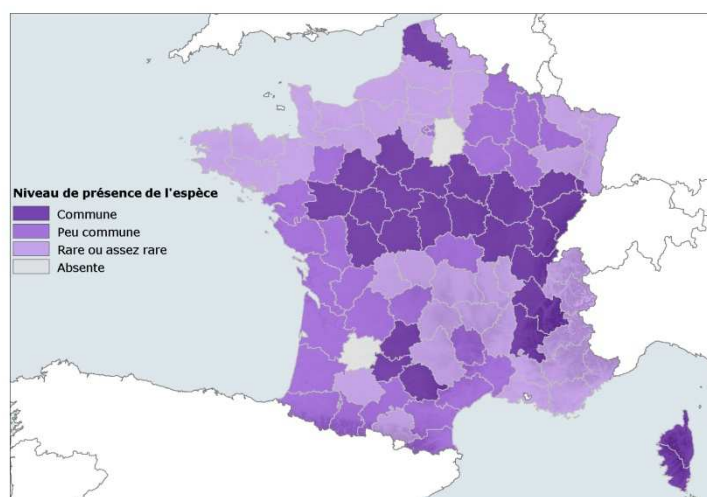 Niveau de présence de l'espèce
Commune
Peu commune
Rare ou assez rare
Absente